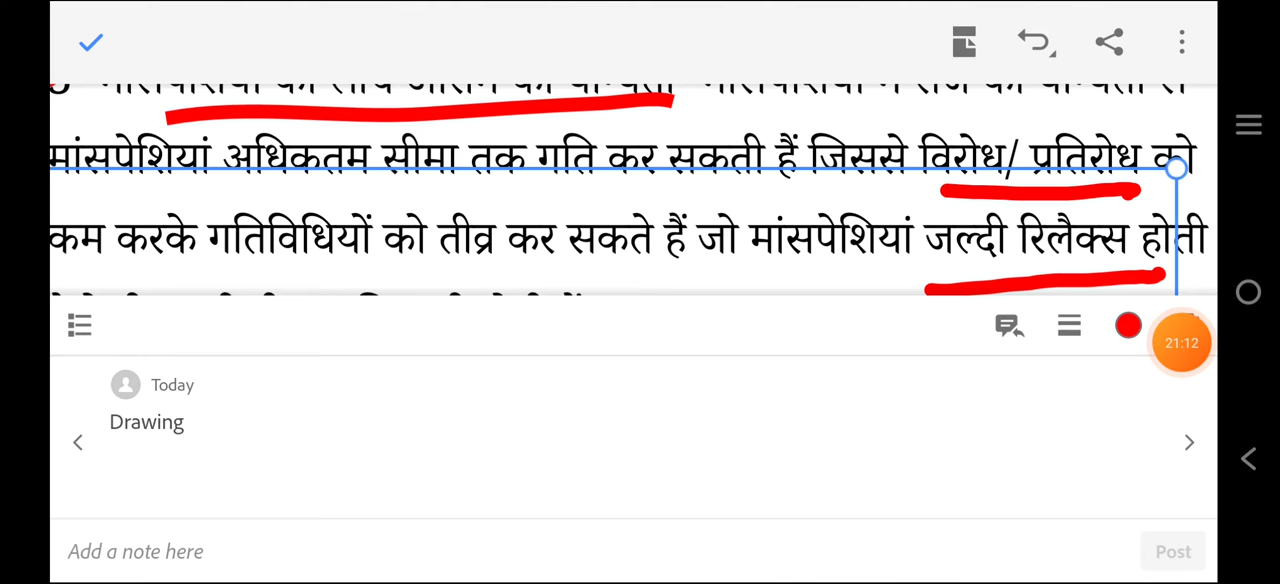 मांसपेशियां अधिकतम सीमा तक गति कर सकती हैं जिससे विरोध/ प्रतिरोध को
कम करके गतिविधियों को तीव्र कर सकते हैं जो मांसपेशियां जल्दी रिलैक्स होती
21:12
Today
Drawing
Add a note here
Post